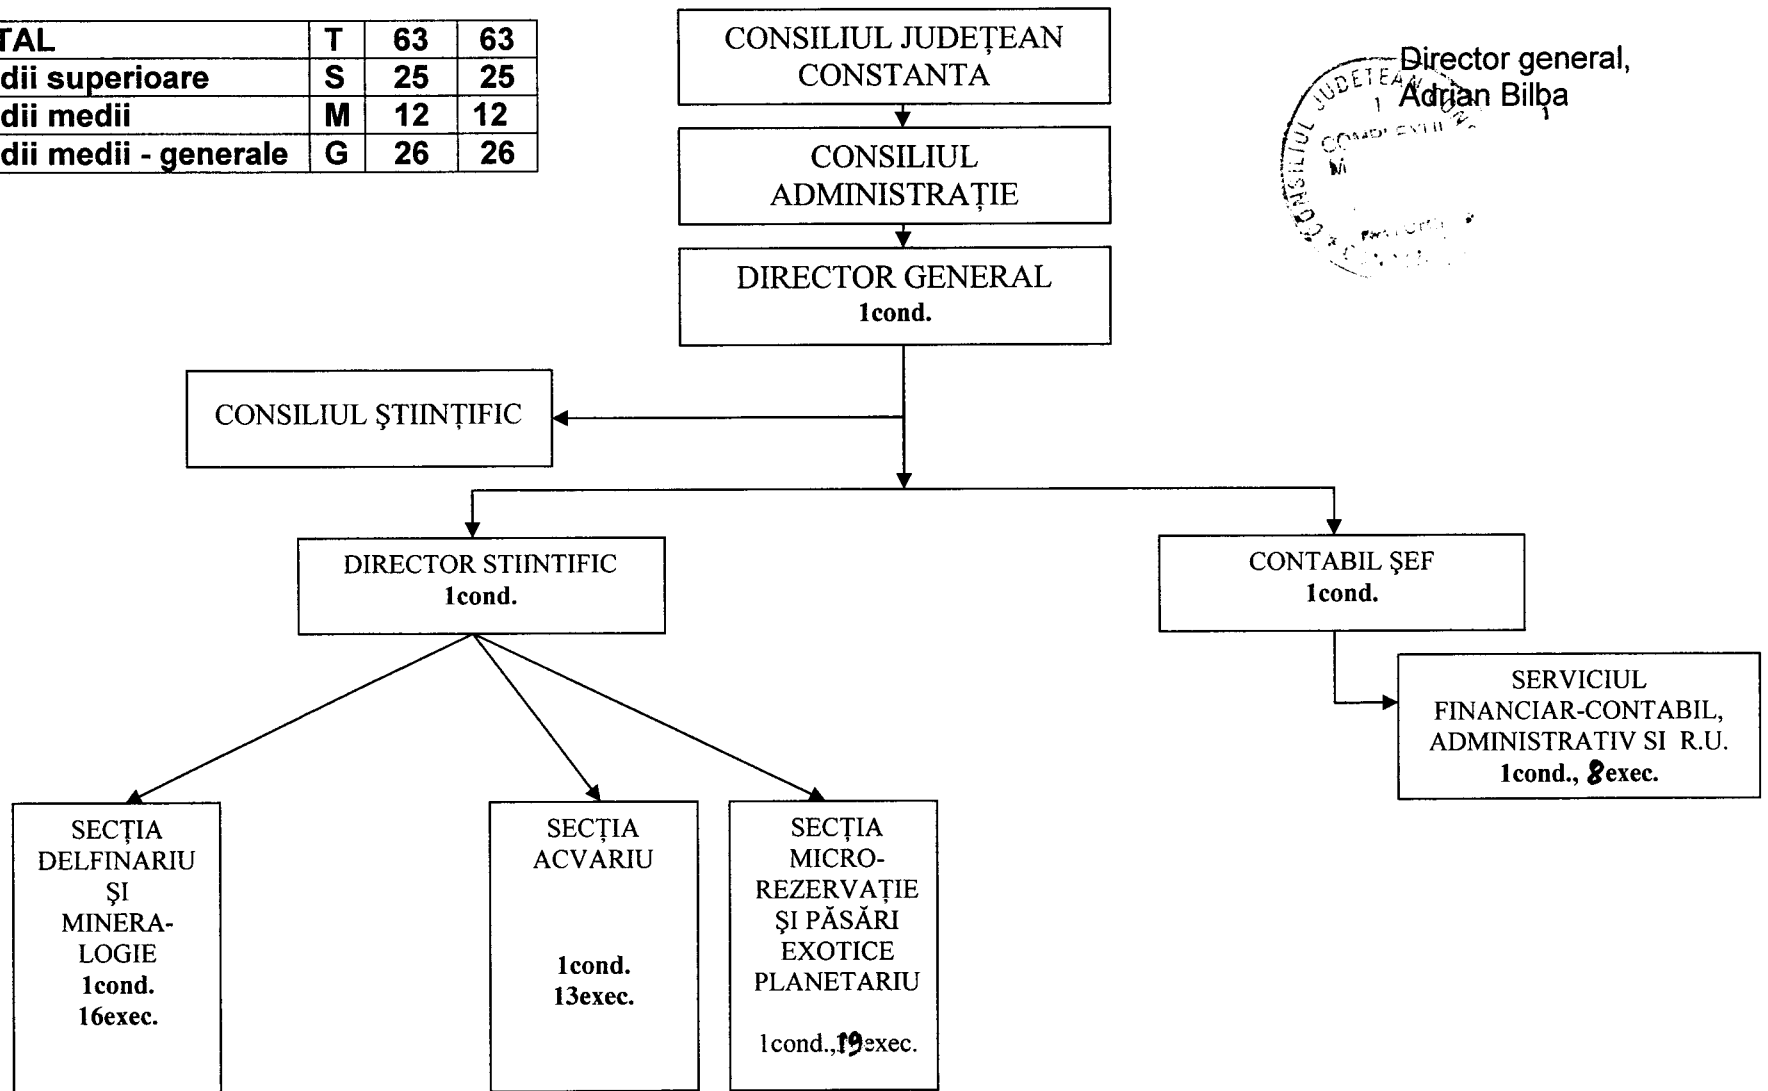 TAL T 63 63
dii superioare S 25 25
dii medii M 12 12
dii medii - generale G 26 26
CONSILIUL JUDEȚEAN
CONSTANTA
Director general,
Adrian Bilba
CONSILIUL JUDETEAN
CONSILIUL
ADMINISTRAȚIE
DIRECTOR GENERAL
1cond.
CONSILIUL ŞTIINȚIFIC
DIRECTOR STIINTIFIC
1cond.
CONTABIL ŞEF
1cond.
SERVICIUL
FINANCIAR-CONTABIL,
ADMINISTRATIV SI R.U.
1cond., 8exec.
SECȚIA
DELFINARIU
ŞI
MINERA-
LOGIE
1cond.
16exec.
SECȚIA
ACVARIU
1cond.
13exec.
SECȚIA
MICRO-
REZERVAȚIE
ŞI PĂSĂRI
EXOTICE
PLANETARIU
1cond.,19exec.